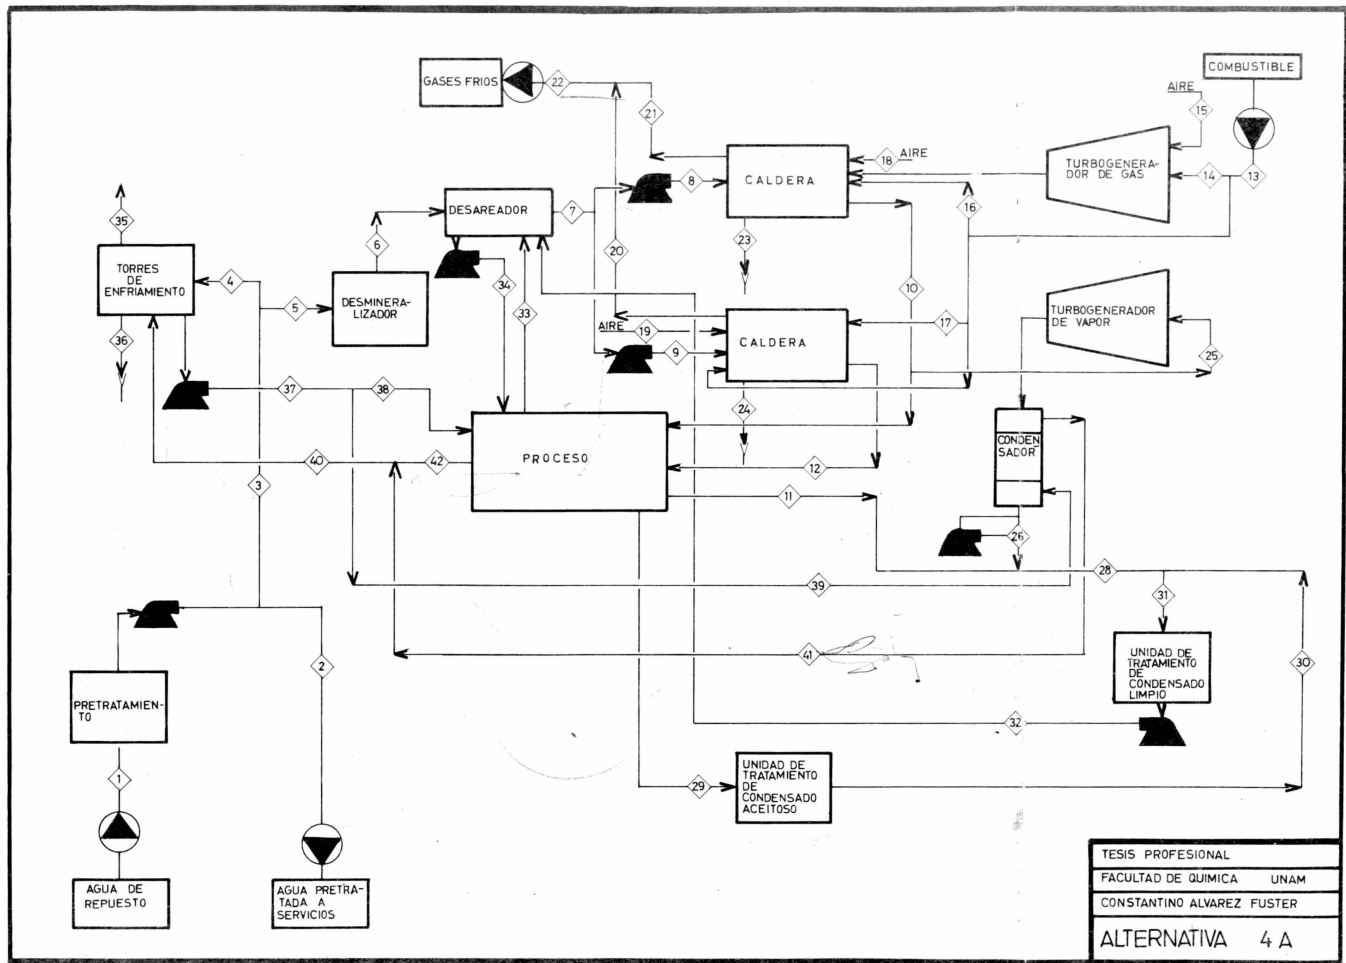 GASES FRIOS
22
COMBUSTIBLE
AIRE
15
21
18
AIRE
TURBOGENERA-
DOR DE GAS
14
13
CALDERA
8
16
DESAREADOR
7
35
6
23
20
10
TORRES
DE
ENFRIAMIENTO
4
34
33
DESMINERA-
LIZADOR
5
TURBOGENERADOR
DE VAPOR
17
AIRE
19
CALDERA
36
9
25
37
38
24
CONDEN-
SADOR
PROCESO
40
42
12
3
11
26
28
39
31
2
41
UNIDAD DE
TRATAMIENTO
DE
CONDENSADO
LIMPIO
30
PRETRATAMIEN-
TO
32
1
29
UNIDAD DE
TRATAMIENTO
DE
CONDENSADO
ACEITOSO
AGUA DE
REPUESTO
AGUA PRETRA-
TADA A
SERVICIOS
TESIS PROFESIONAL
FACULTAD DE QUIMICA UNAM
CONSTANTINO ALVAREZ FUSTER
ALTERNATIVA 4A